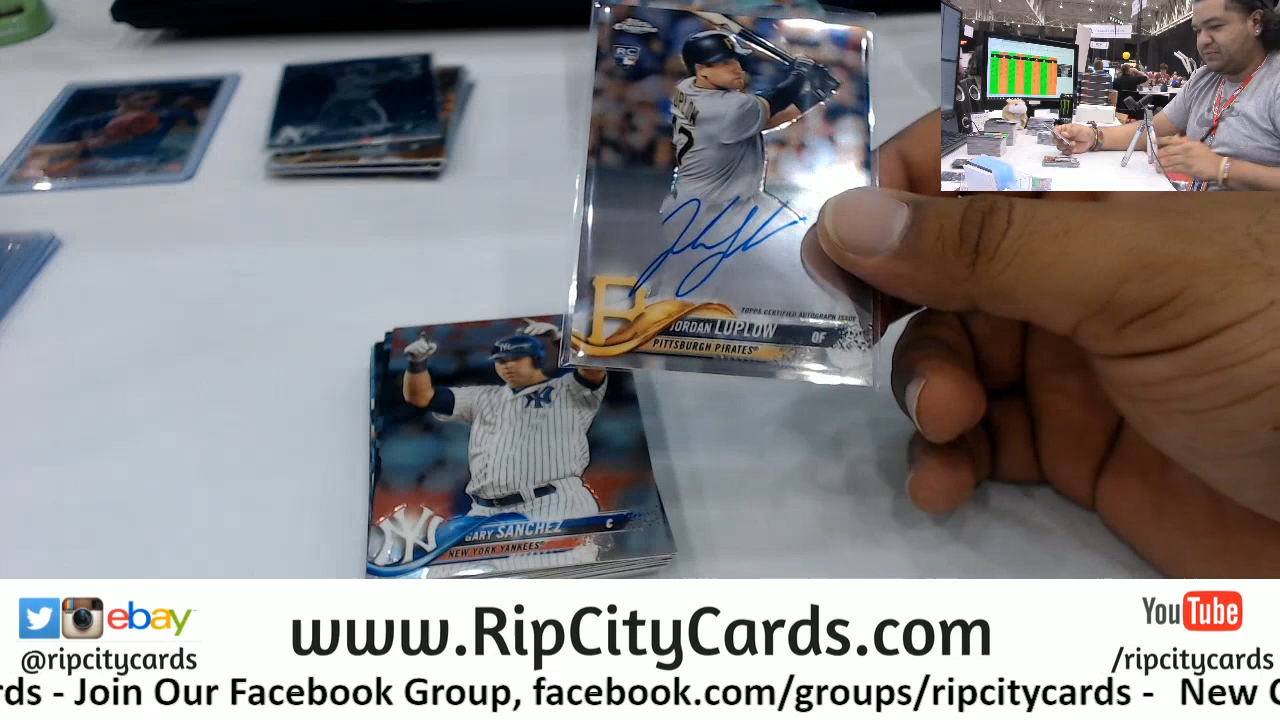 RC
LUPLOW
TOPPS CERTIFIED AUTOGRAPH ISSUE
JORDAN LUPLOW OF
PITTSBURGH PIRATES®
GARY SANCHEZ C
NEW YORK YANKEES®
ebay
@ripcitycards
www.RipCityCards.com
YouTube
/ripcitycards
rds - Join Our Facebook Group, facebook.com/groups/ripcitycards - New